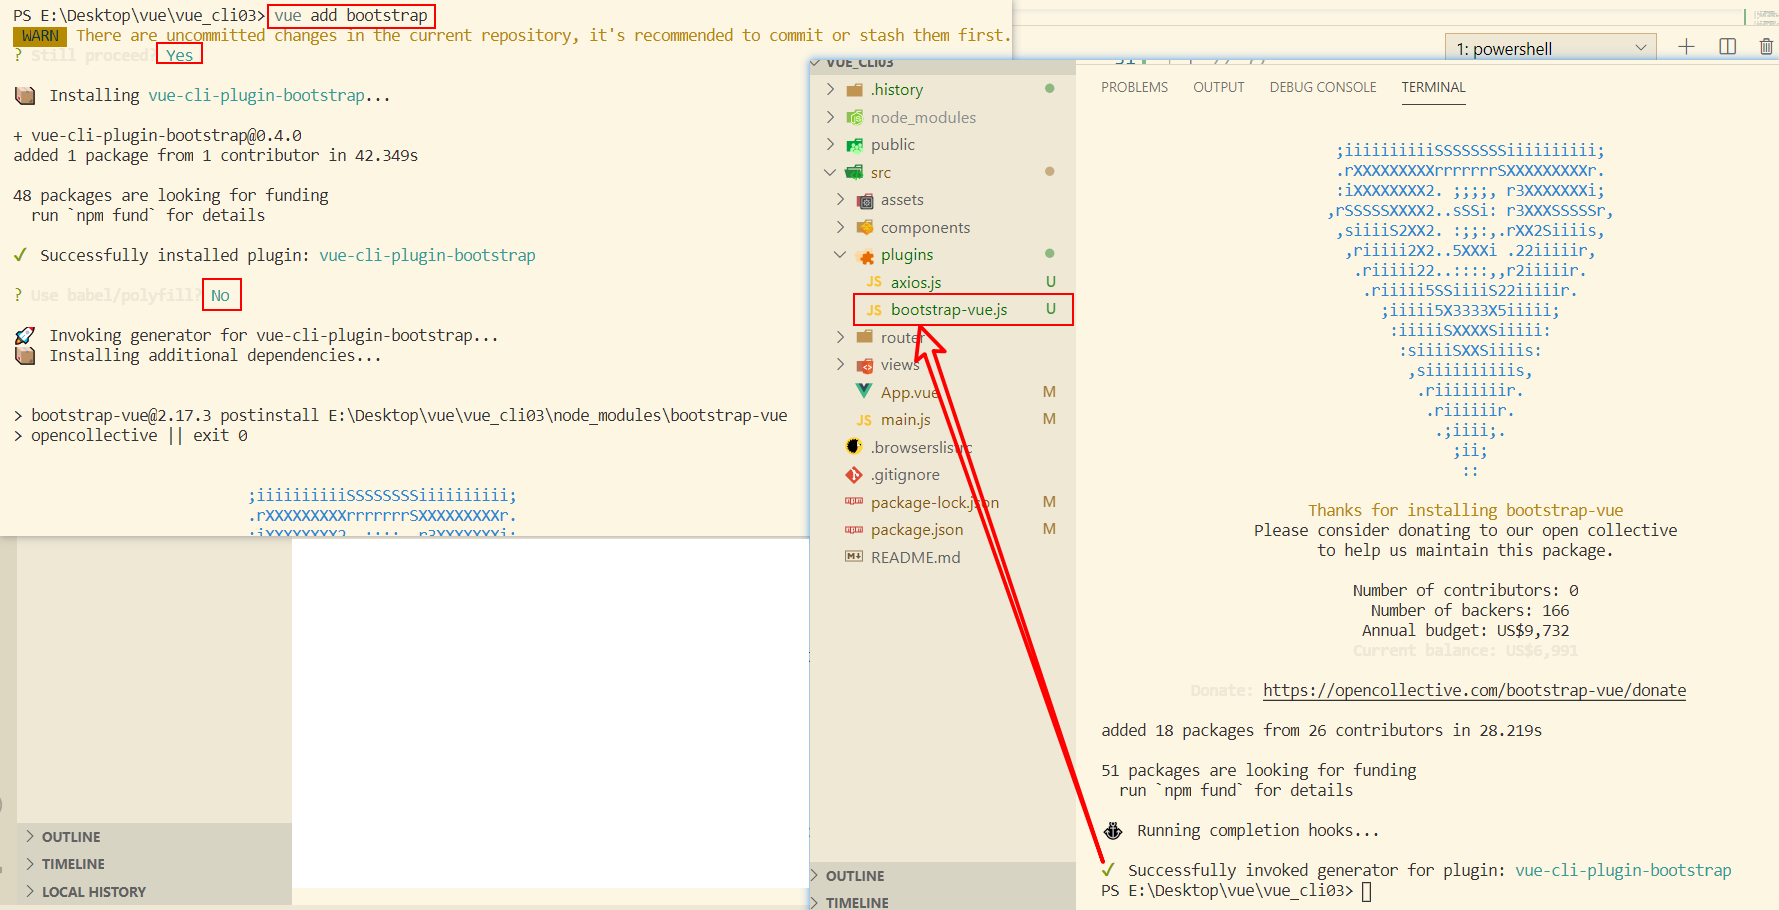 PS E:\Desktop\vue\vue_cli03> vue add bootstrap
WARN  There are uncommitted changes in the current repository, it's recommended to commit or stash them first.
? Still proceed? Yes
Installing vue-cli-plugin-bootstrap...
+ vue-cli-plugin-bootstrap@0.4.0
added 1 package from 1 contributor in 42.349s
48 packages are looking for funding
run `npm fund` for details
✓ Successfully installed plugin: vue-cli-plugin-bootstrap
? Use babel/polyfill? No
Invoking generator for vue-cli-plugin-bootstrap...
Installing additional dependencies...
> bootstrap-vue@2.17.3 postinstall E:\Desktop\vue\vue_cli03\node_modules\bootstrap-vue
> opencollective || exit 0
;iiiiiiiiiiSSSSSSSSiiiiiiiiii;
.rXXXXXXXXXrrrrrrrSXXXXXXXXXr.
:iXXXXXXXX2. ;;;;, r3XXXXXXXi;
OUTLINE
TIMELINE
LOCAL HISTORY
VUE_CLI03
.history
node_modules
public
src
assets
components
plugins
JS axios.js U
JS bootstrap-vue.js U
router
views
App.vue M
JS main.js M
.browserslistrc
.gitignore
package-lock.json M
package.json M
README.md
OUTLINE
TIMELINE
1: powershell
PROBLEMS OUTPUT DEBUG CONSOLE TERMINAL
;iiiiiiiiiiSSSSSSSSiiiiiiiiii;
.rXXXXXXXXXrrrrrrrSXXXXXXXXXr.
:iXXXXXXXX2. ;;;;, r3XXXXXXXi;
,rSSSSSXXXX2..sSSi: r3XXXSSSSSr,
,siiiiS2XX2. :;;:,.rXX2Siiiis,
,riiiii2X2..5XXXi .22iiiiir,
.riiiii22..::::,,r2iiiiir.
.riiiii5SSiiiiS22iiiiir.
;iiiii5X3333X5iiiii;
:iiiiiSXXXXSiiiii:
:siiiiSXXSiiiis:
,siiiiiiiiiis,
.riiiiiiiir.
.riiiiiir.
.;iiii;.
;ii;
::
Thanks for installing bootstrap-vue
Please consider donating to our open collective
to help us maintain this package.
Number of contributors: 0
Number of backers: 166
Annual budget: US$9,732
Current balance: US$6,991
Donate: https://opencollective.com/bootstrap-vue/donate
added 18 packages from 26 contributors in 28.219s
51 packages are looking for funding
run `npm fund` for details
Running completion hooks...
✓ Successfully invoked generator for plugin: vue-cli-plugin-bootstrap
PS E:\Desktop\vue\vue_cli03>